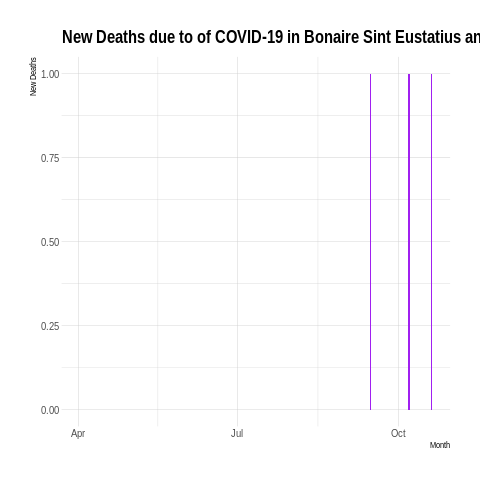 New Deaths due to of COVID-19 in Bonaire Sint Eustatius an
New Deaths
1.00
0.75
0.50
0.25
0.00
Apr
Jul
Oct
Month